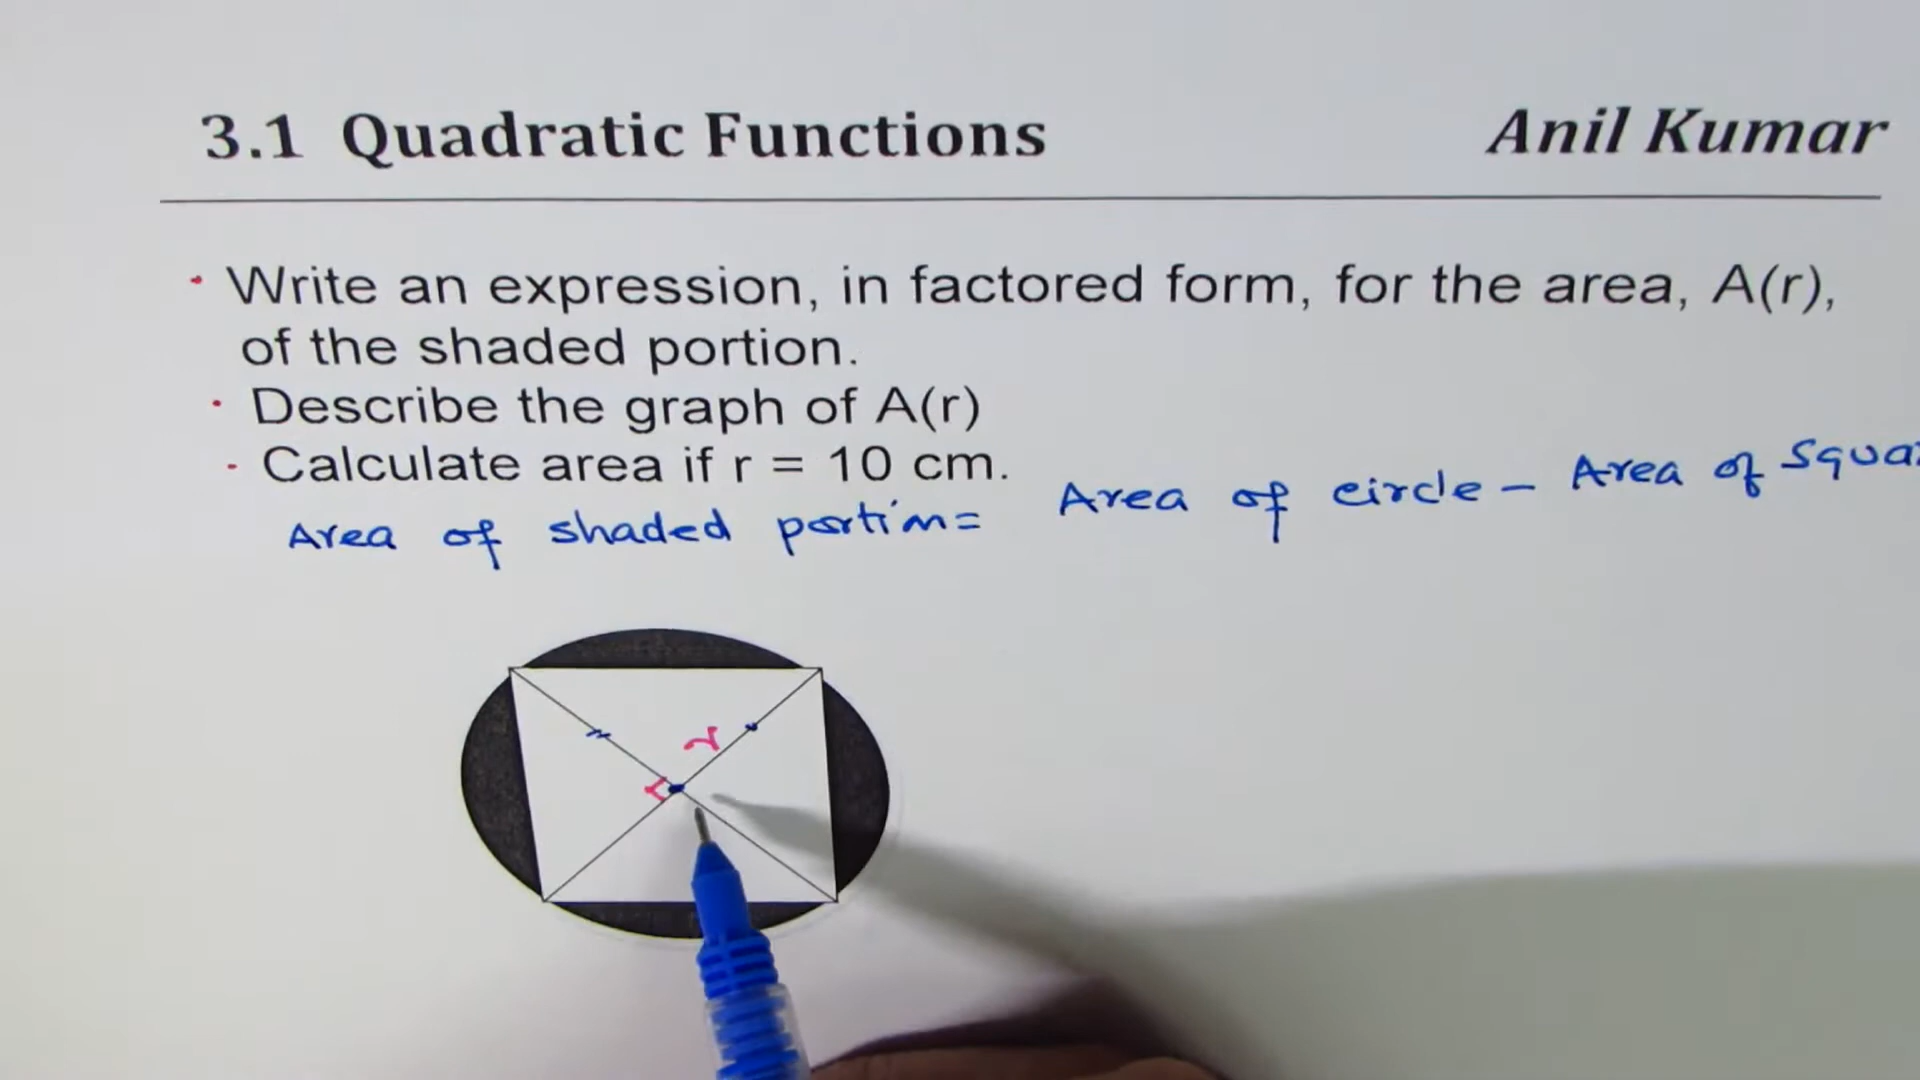 3.1 Quadratic Functions Anil Kumar
· Write an expression, in factored form, for the area, A(r),
of the shaded portion.
· Describe the graph of A(r)
- Calculate area if r = 10 cm.
Area of shaded portion = Area of circle - Area of Squa
r